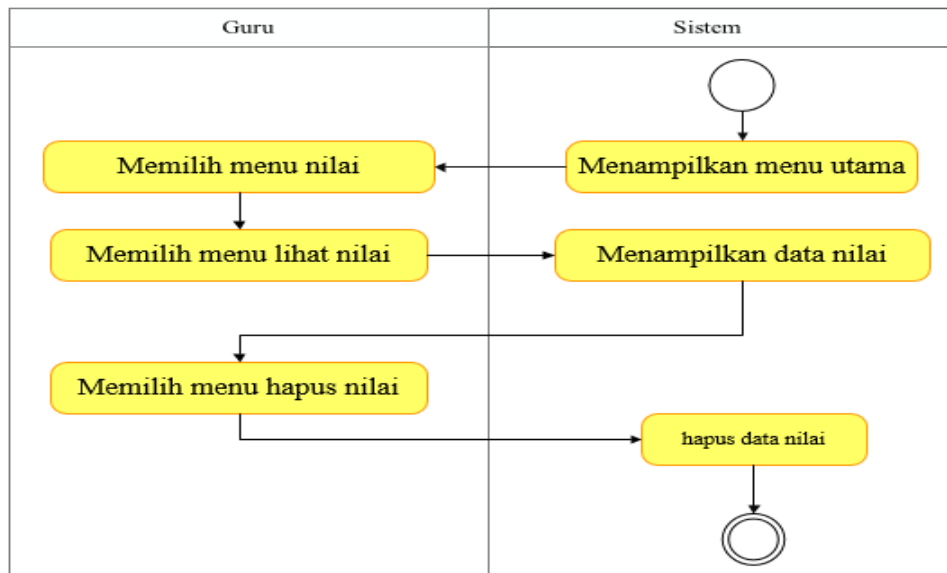 Guru
Sistem
Menampilkan menu utama
Memilih menu nilai
Memilih menu lihat nilai
Menampilkan data nilai
Memilih menu hapus nilai
hapus data nilai